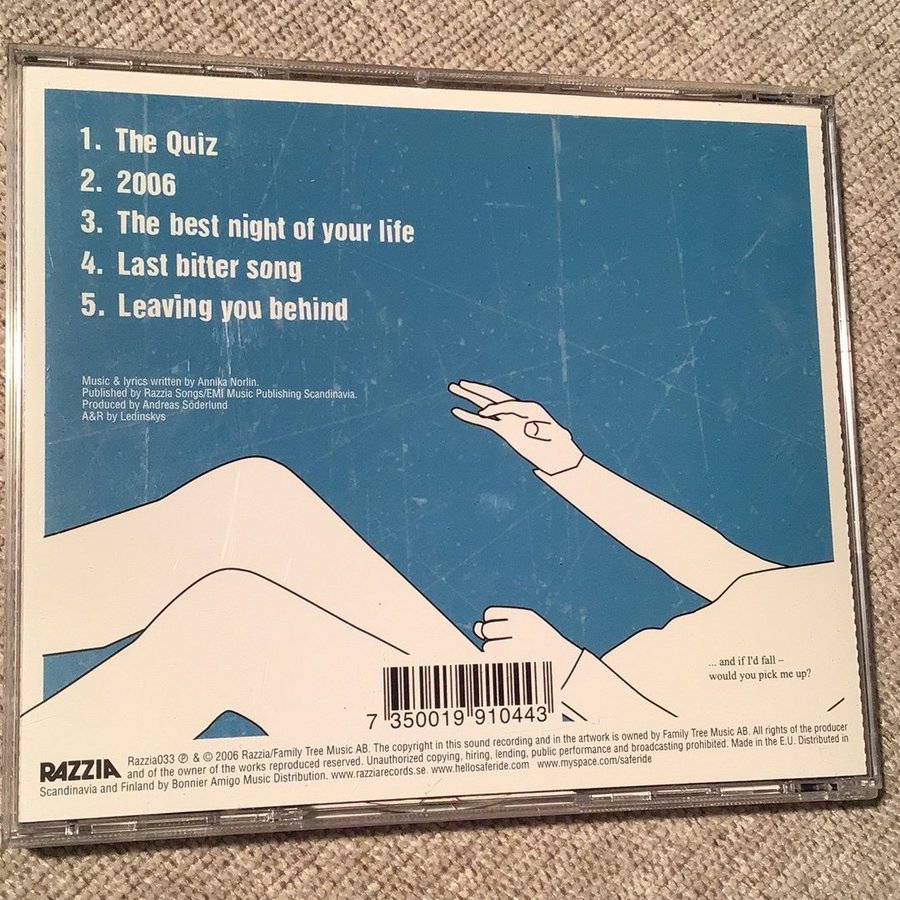 1. The Quiz
2. 2006
3. The best night of your life
4. Last bitter song
5. Leaving you behind
Music & lyrics written by Annika Norlin.
Published by Razzia Songs/EMI Music Publishing Scandinavia.
Produced by Andreas Söderlund
A&R by Ledinskys
... and if I'd fall –
would you pick me up?
7 350019 910443
RAZZIA
Razzia033 ℗ & © 2006 Razzia/Family Tree Music AB. The copyright in this sound recording and in the artwork is owned by Family Tree Music AB. All rights of the producer
and of the owner of the works reproduced reserved. Unauthorized copying, hiring, lending, public performance and broadcasting prohibited. Made in the E.U. Distributed in
Scandinavia and Finland by Bonnier Amigo Music Distribution. www.razziarecords.se www.hellosaferide.com www.myspace.com/saferide